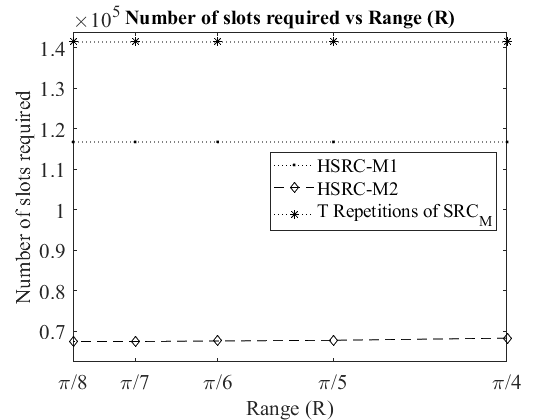 ×10^5 Number of slots required vs Range (R)
1.4
1.3
1.2
1.1
1
0.9
0.8
0.7
Number of slots required
HSRC-M1
HSRC-M2
T Repetitions of SRC_M
π/8 π/7 π/6 π/5 π/4
Range (R)